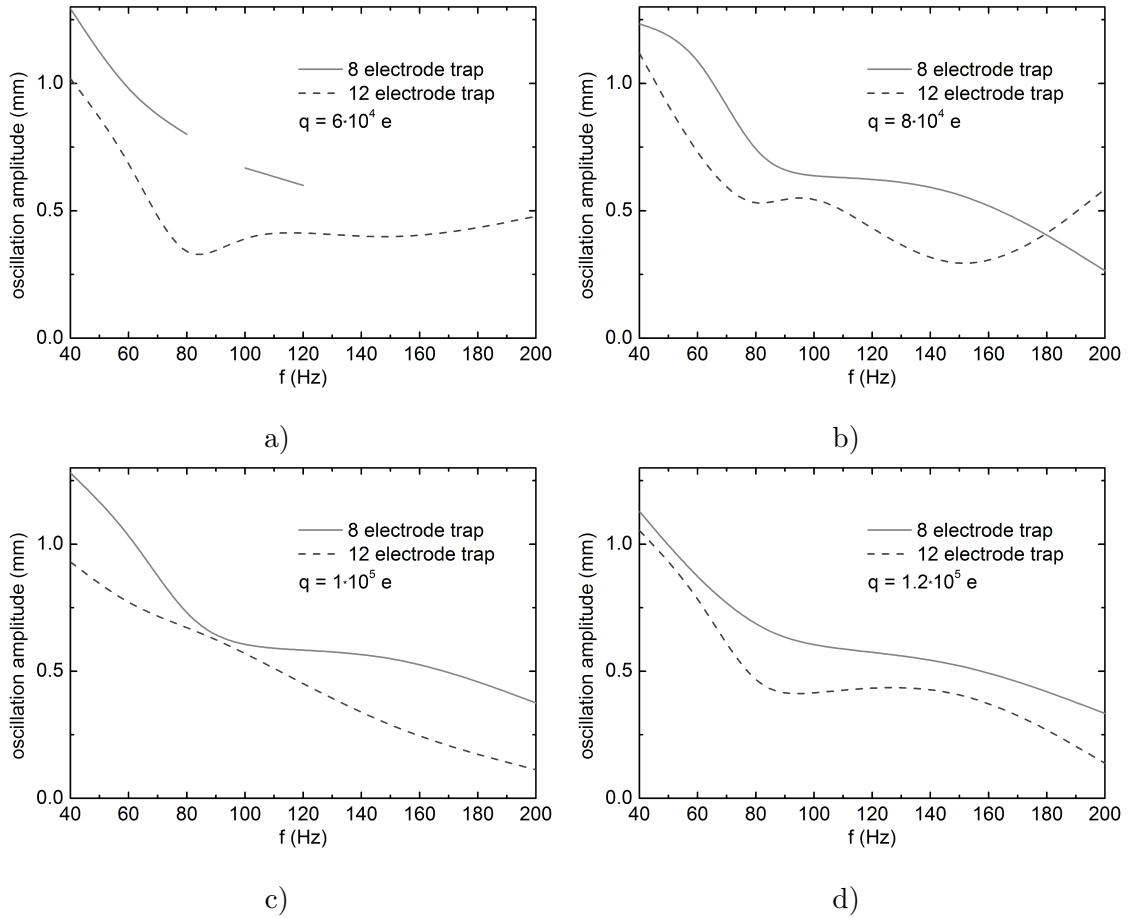 oscillation amplitude (mm)
1.0
0.5
0.0
8 electrode trap
12 electrode trap
q = 6·10⁴ e
40 60 80 100 120 140 160 180 200
f (Hz)
a)
oscillation amplitude (mm)
1.0
0.5
0.0
8 electrode trap
12 electrode trap
q = 8·10⁴ e
40 60 80 100 120 140 160 180 200
f (Hz)
b)
oscillation amplitude (mm)
1.0
0.5
0.0
8 electrode trap
12 electrode trap
q = 1·10⁵ e
40 60 80 100 120 140 160 180 200
f (Hz)
c)
oscillation amplitude (mm)
1.0
0.5
0.0
8 electrode trap
12 electrode trap
q = 1.2·10⁵ e
40 60 80 100 120 140 160 180 200
f (Hz)
d)